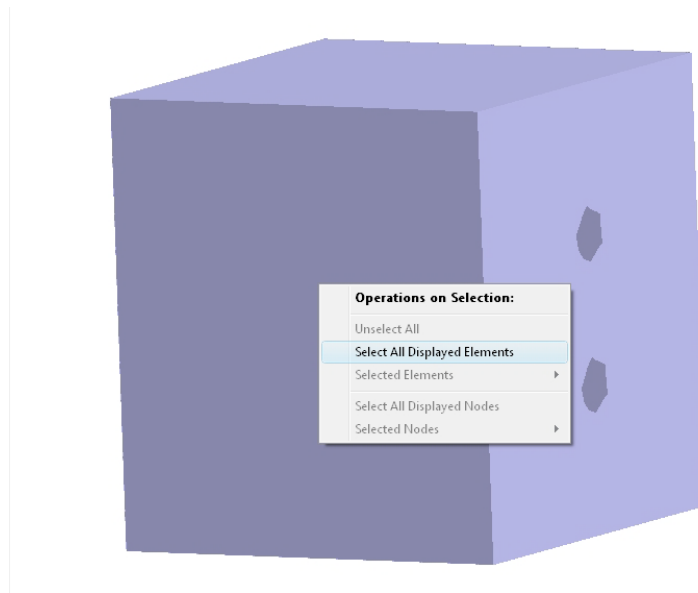 Operations on Selection:
Unselect All
Select All Displayed Elements
Selected Elements
Select All Displayed Nodes
Selected Nodes